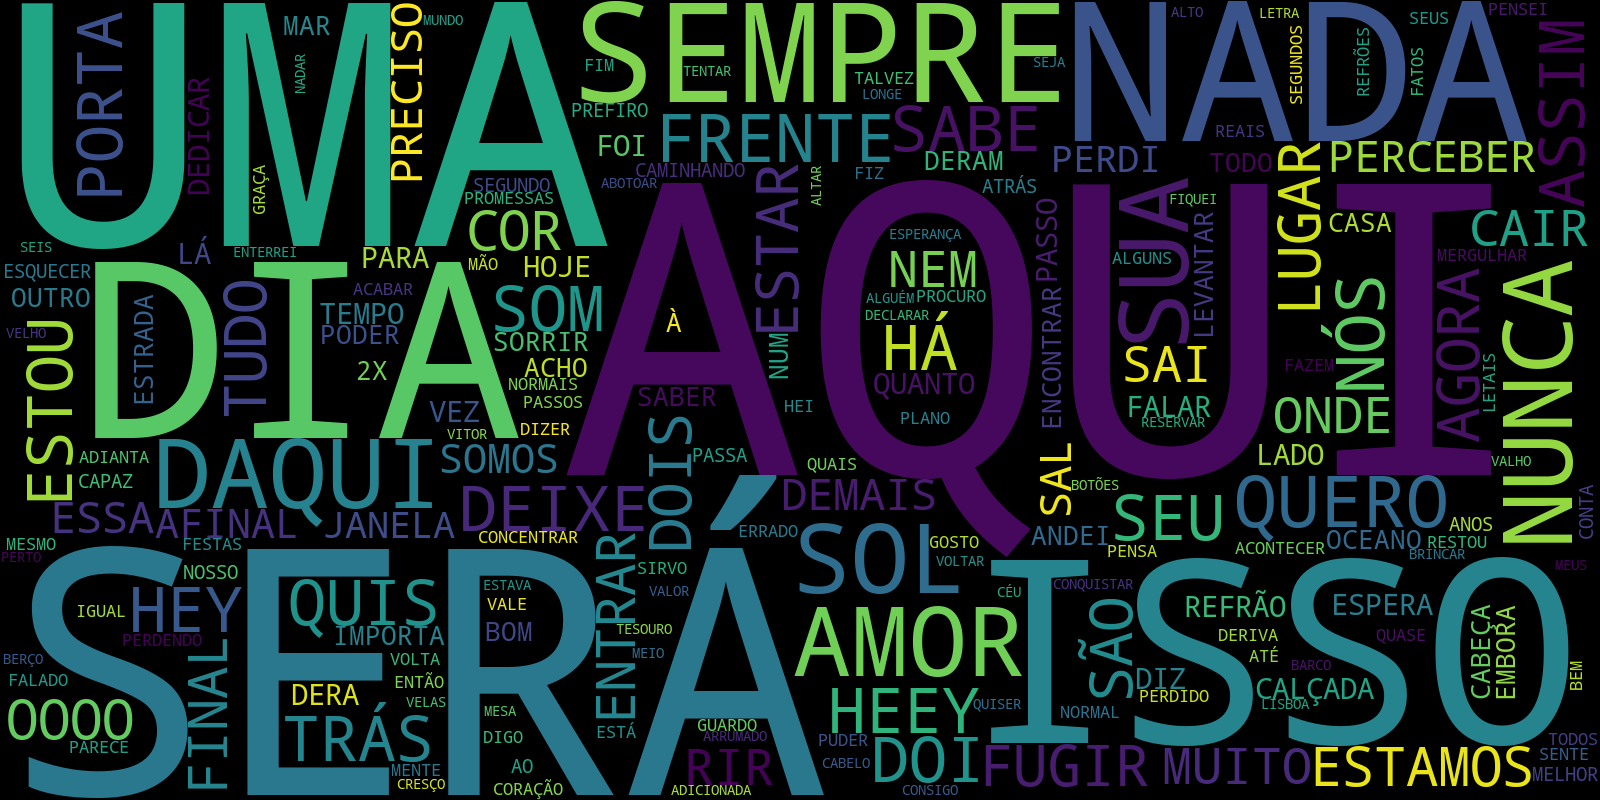 UMA
SEMPRE
NADA
AQUI
DIA
SERÁ
ISSO
PORTA
MAR
PRECISO
MUNDO
NADAR
DEDICAR
GRAÇA
FIM
TENTAR
TALVEZ
LONGE
SEJA
PREFIRO
FOI
FRENTE
SABE
ALTO
LETRA
SEGUNDOS
REFRÕES
SEUS
FATOS
PENSEI
ASSIM
REAIS
PERDI
TODO
PERCEBER
LUGAR
CAMINHANDO
ABOTOAR
SEGUNDO
PROMESSAS
COR
ESTAR
ALTAR
FIZ
DERAM
ATRÁS
PASSO
SUA
FIQUEI
CASA
CAIR
MERGULHAR
SEIS
LÁ
ENTERREI
PARA
MÃO
HOJE
ESQUECER
OUTRO
ACABAR
TEMPO
PODER
SOM
SORRIR
À
ESPERANÇA
NEM
ALGUÉM
PROCURO
DECLARAR
HÁ
QUANTO
PLANO
ALGUNS
LEVANTAR
ENCONTRAR
SAI
NÓS
AGORA
NUNCA
VELHO
ESTOU
ESTRADA
TUDO
2X
ACHO
NORMAIS
PASSOS
NUM
SABER
HEI
FALAR
RESERVAR
ONDE
FAZEM
LETAIS
VEZ
VITOR
DIZER
ADIANTA
CAPAZ
DAQUI
SOMOS
DOIS
PASSA
QUAIS
SAL
BOTÕES
LADO
VALHO
ESSA
AFINAL
JANELA
DEIXE
DEMAIS
ERRADO
ANDEI
SEU
QUERO
ANOS
CONTA
MESMO
PERTO
FESTAS
NOSSO
CONCENTRAR
ENTRAR
SIRVO
SOL
GOSTO
VOLTAR
PENSA
ACONTECER
OCEANO
RESTOU
BRINCAR
MEUS
IGUAL
HEY
PERDENDO
QUIS
IMPORTA
ESTAVA
VALE
BOM
VALOR
TESOURO
MEIO
AMOR
CÉU
CONQUISTAR
SÃO
REFRÃO
ESPERA
DERIVA
ATÉ
QUASE
CABEÇA
EMBORA
BERÇO
FALADO
OOOO
PARECE
FINAL
DERA
TRÁS
VOLTA
ENTÃO
VELAS
MESA
DIGO
ESTÁ
GUARDO
ARRUMADO
HEEY
QUISER
NORMAL
DIZ
PERDIDO
BARCO
CALÇADA
LISBOA
BEM
MENTE
CRESÇO
AO
CORAÇÃO
RIR
ADICIONADA
PUDER
CABELO
DOI
CONSIGO
FUGIR
MUITO
ESTAMOS
TODOS
SENTE
MELHOR